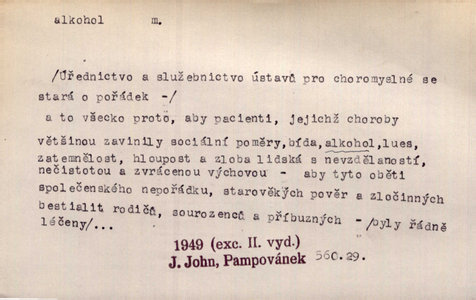 alkohol m.
/Úřednictvo a služebnictvo ústavů pro choromyslné se
stará o pořádek -/
a to všecko proto, aby pacienti, jejichž choroby
většinou zavinily sociální poměry,bída,alkohol,lues,
zatemnělost, hloupost a zloba lidská s nevzdělaností,
nečistotou a zvrácenou výchovou - aby tyto oběti
společenského nepořádku, starověkých pověr a zločinných
bestialit rodičů, sourozenců a příbuzných - /byly řádně
léčeny/...
1949 (exc. II. vyd.)
J. John, Pampovánek 560.29.